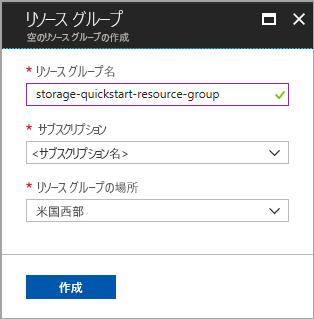 リソース グループ
空のリソース グループの作成
* リソース グループ名
storage-quickstart-resource-group
* サブスクリプション
<サブスクリプション名>
* リソース グループの場所
米国西部
作成